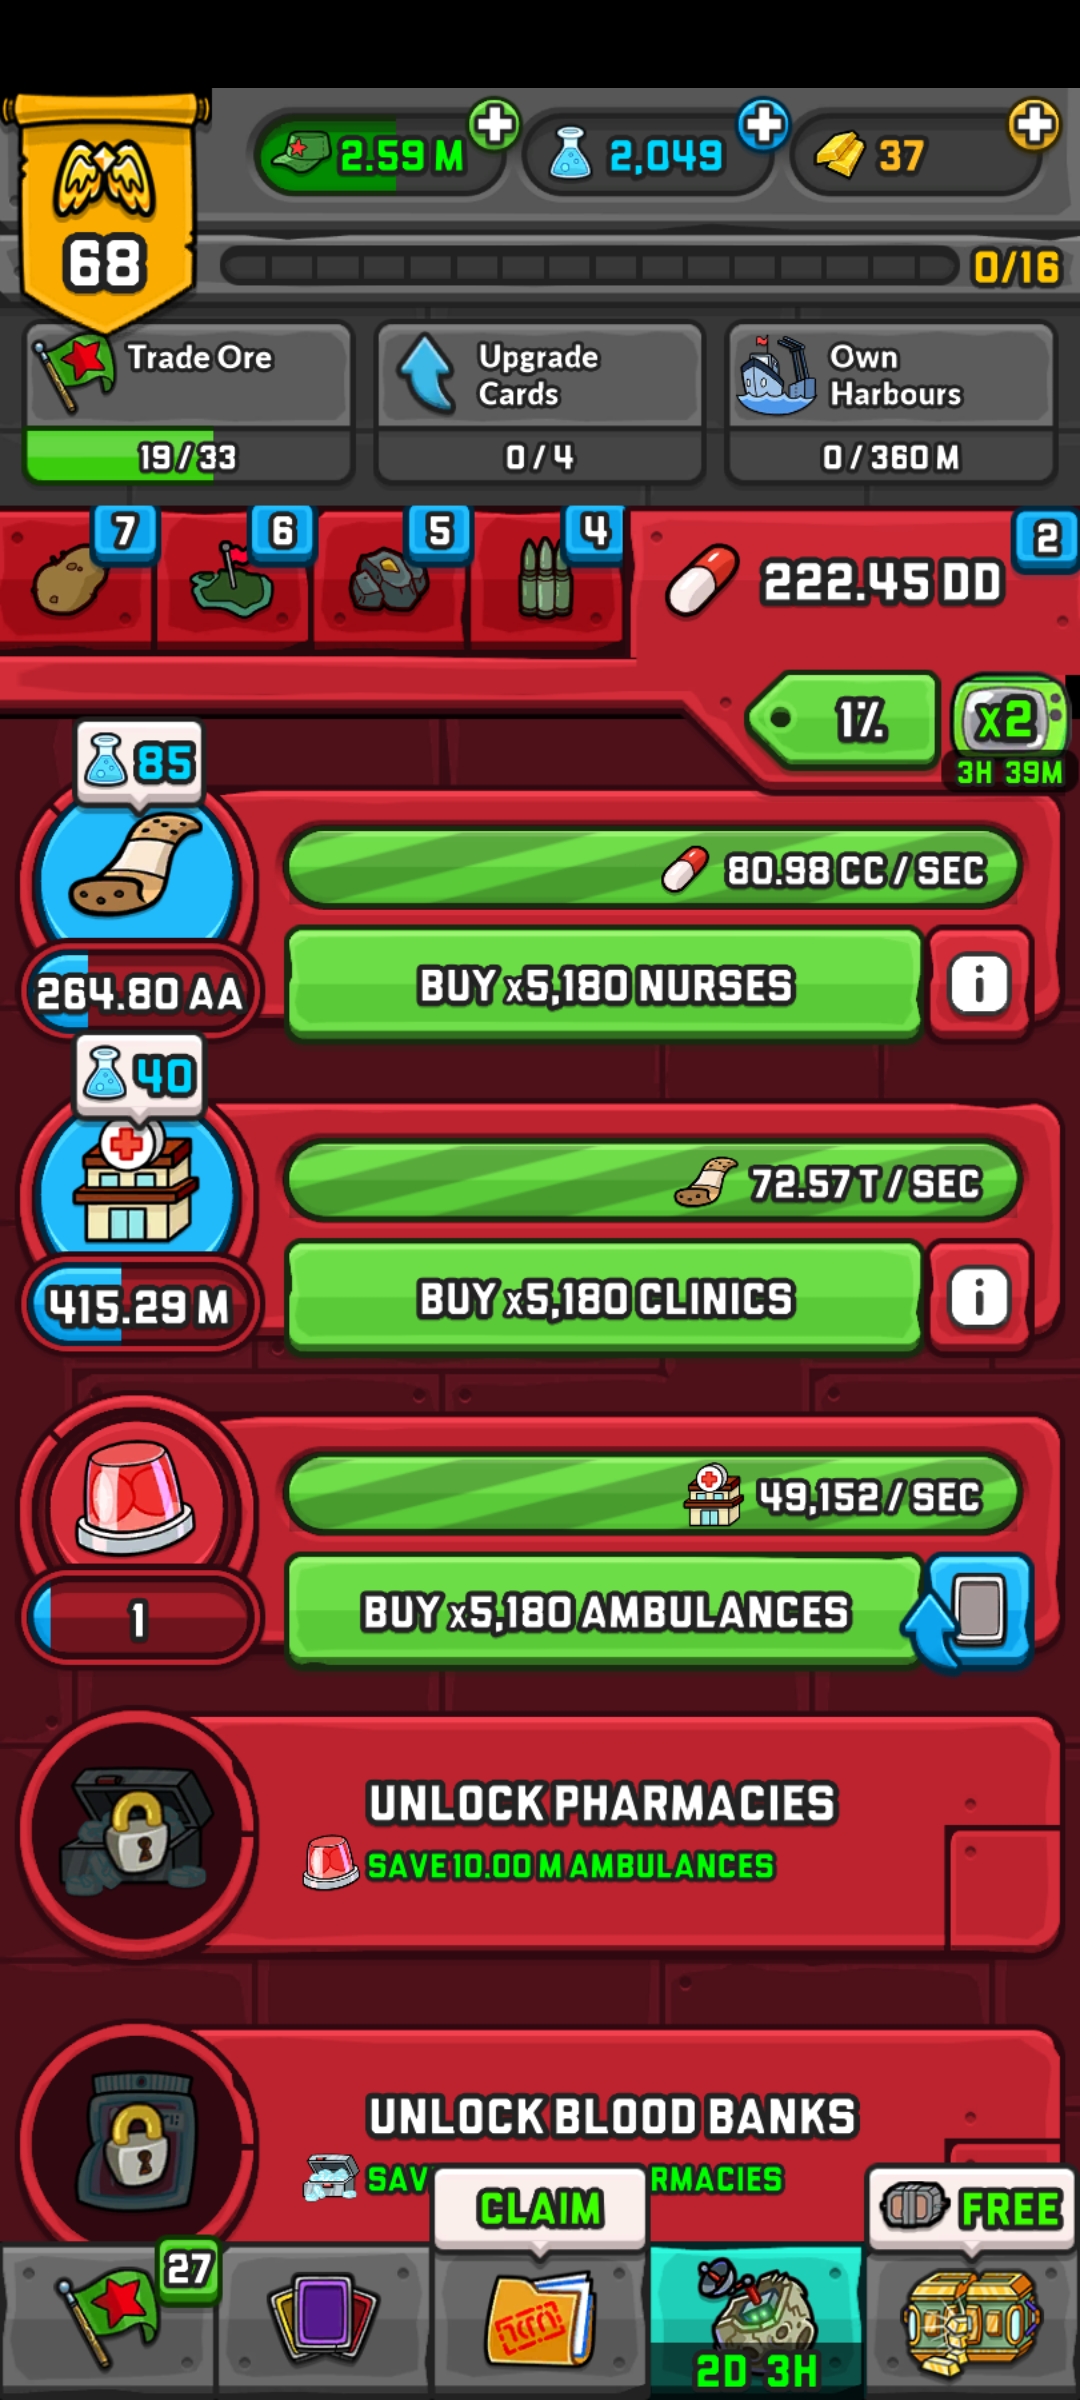 2.59 M
2,049
37
68
0/16
Trade Ore
19/33
Upgrade
Cards
0/4
Own
Harbours
0/360 M
7
6
5
4
222.45 DD
2
1%
x2
3H 39M
85
80.98 CC / SEC
264.80 AA
BUY x5,180 NURSES
i
40
72.57 T / SEC
415.29 M
BUY x5,180 CLINICS
i
49,152 / SEC
1
BUY x5,180 AMBULANCES
UNLOCK PHARMACIES
SAVE 10.00 M AMBULANCES
UNLOCK BLOOD BANKS
CLAIM
FREE
27
2D 3H